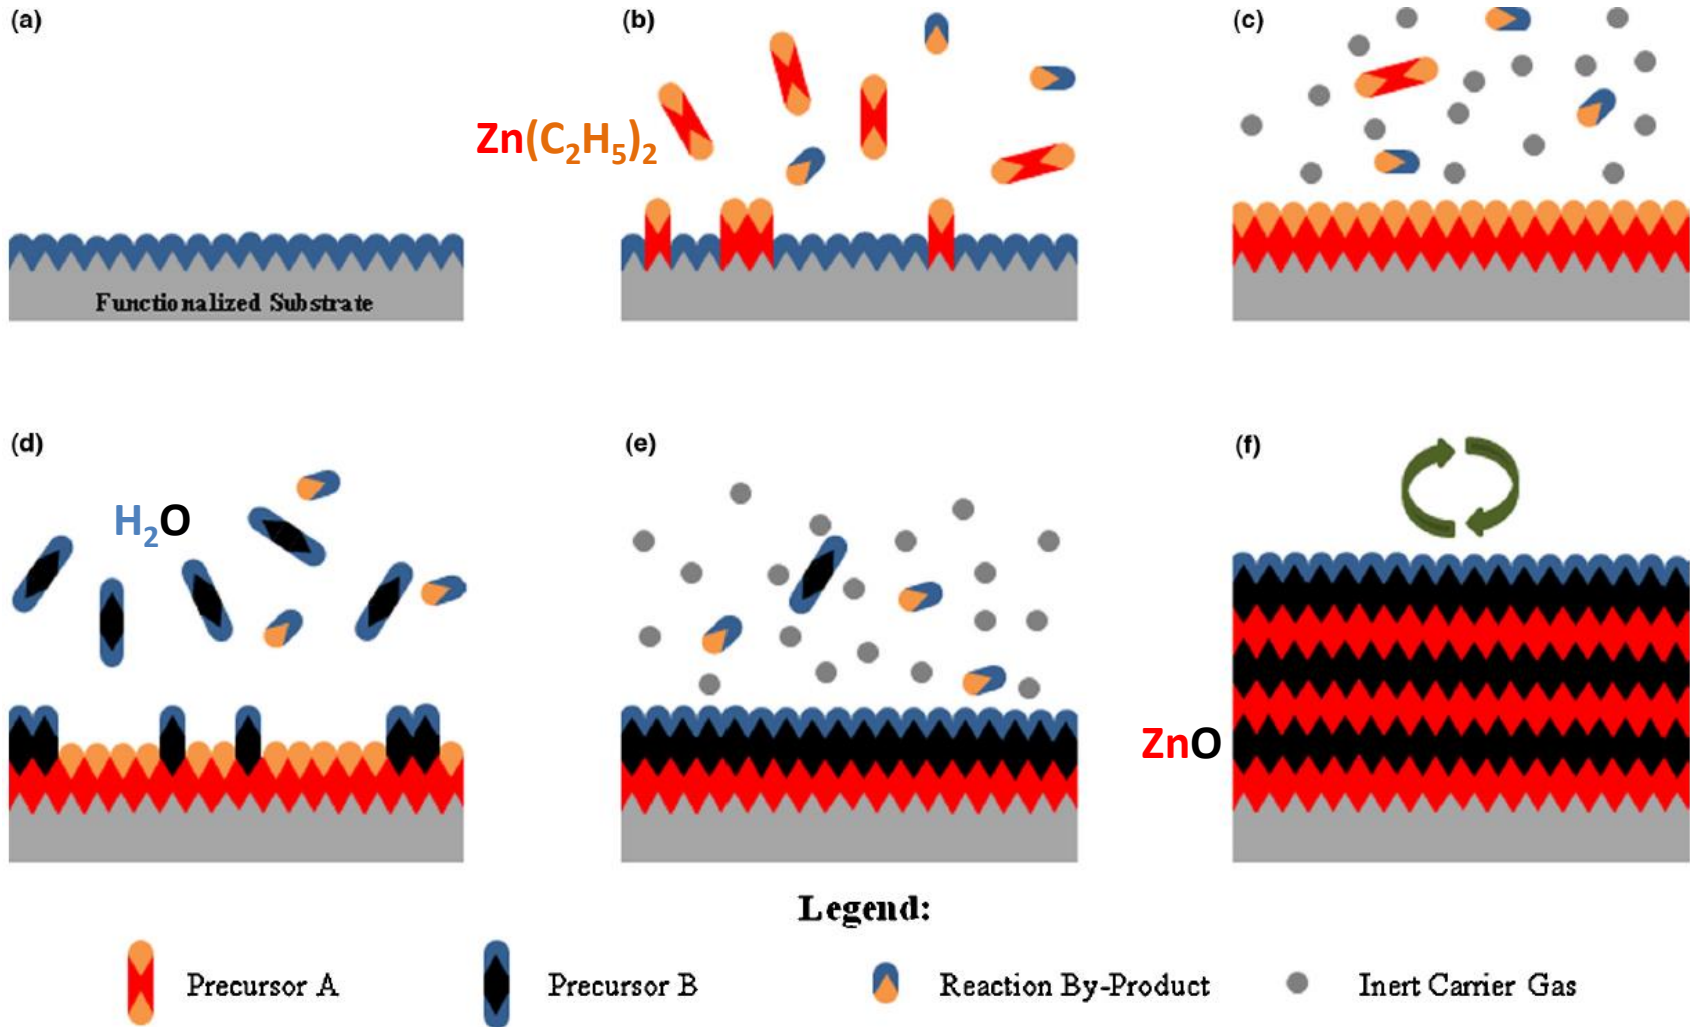 (a)
(b)
(c)
Zn(C₂H₅)₂
Functionalized Substrate
(d)
(e)
(f)
H₂O
ZnO
Legend:
Precursor A
Precursor B
Reaction By-Product
Inert Carrier Gas